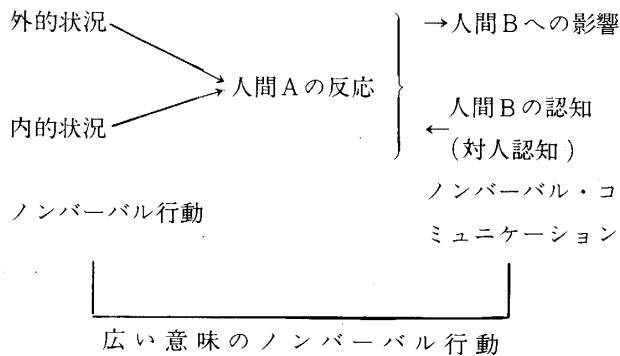 外的状況
→人間Bへの影響
人間Aの反応
内的状況
人間Bの認知
←
(対人認知)
ノンバーバル行動
ノンバーバル・コ
ミュニケーション
広い意味のノンバーバル行動